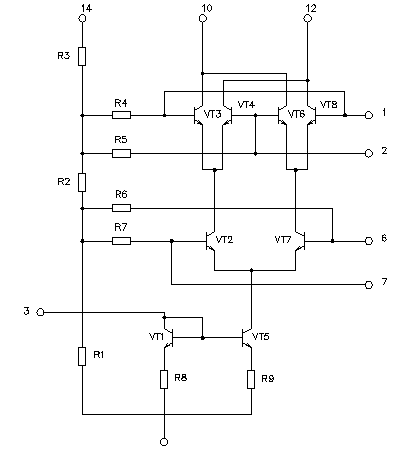 14 10 12
R3
R4 VT3 VT4 VT6 VT8 1
R5 2
R2
R6
R7 VT2 VT7 6
7
3
VT1 VT5
R1
R8 R9